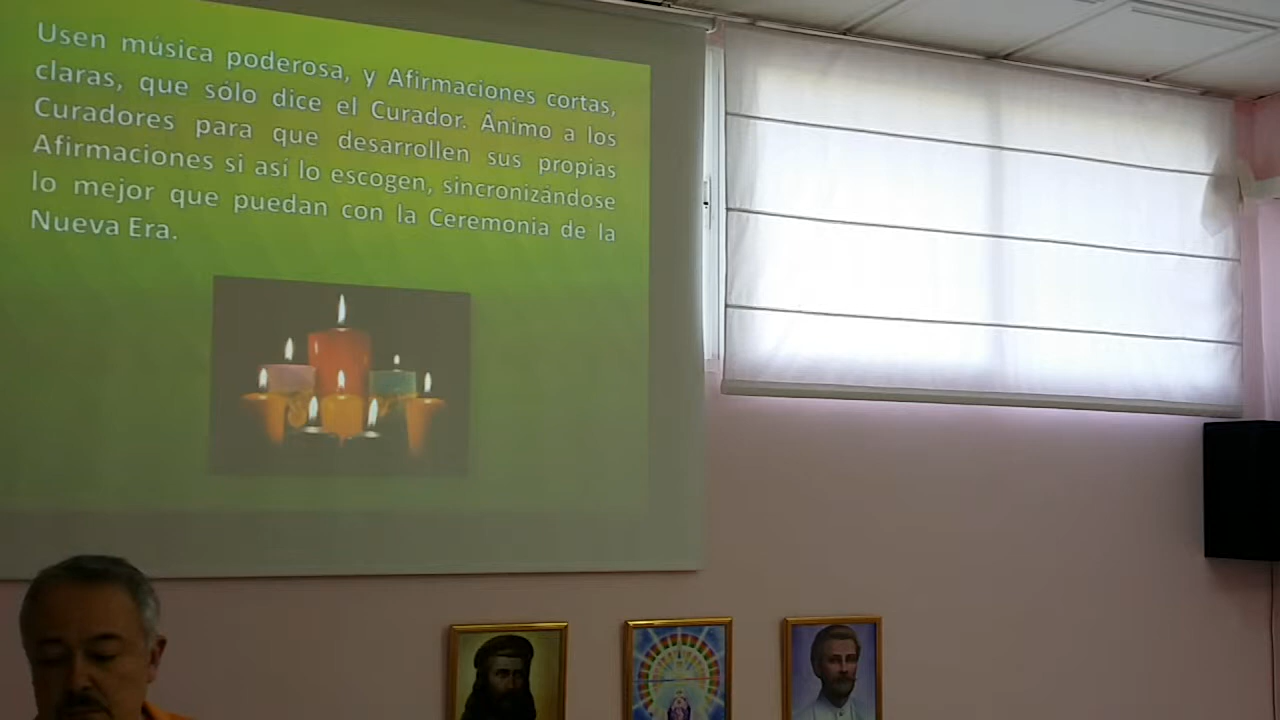 Usen música poderosa, y Afirmaciones cortas,
claras, que sólo dice el Curador. Ánimo a los
Curadores para que desarrollen sus propias
Afirmaciones si así lo escogen, sincronizándose
lo mejor que puedan con la Ceremonia de la
Nueva Era.